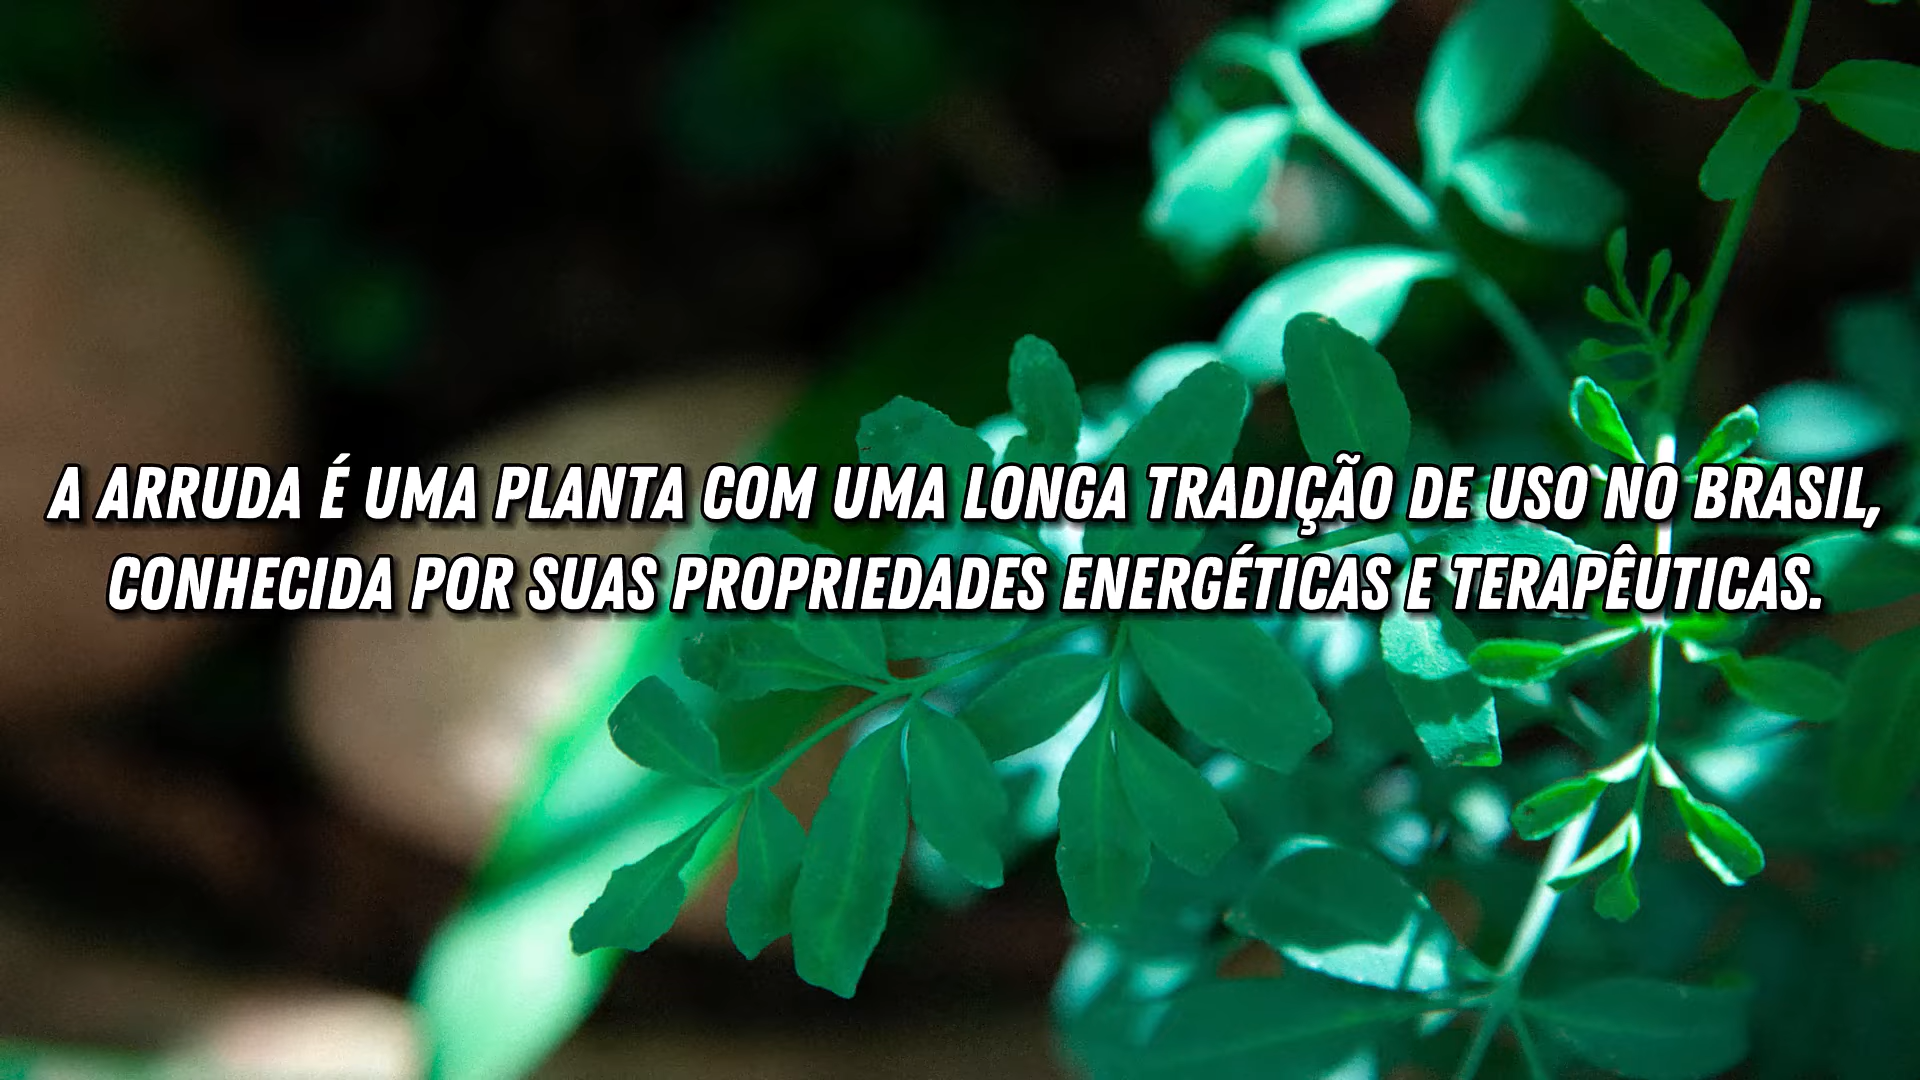 A ARRUDA É UMA PLANTA COM UMA LONGA TRADIÇÃO DE USO NO BRASIL,
CONHECIDA POR SUAS PROPRIEDADES ENERGÉTICAS E TERAPÊUTICAS.